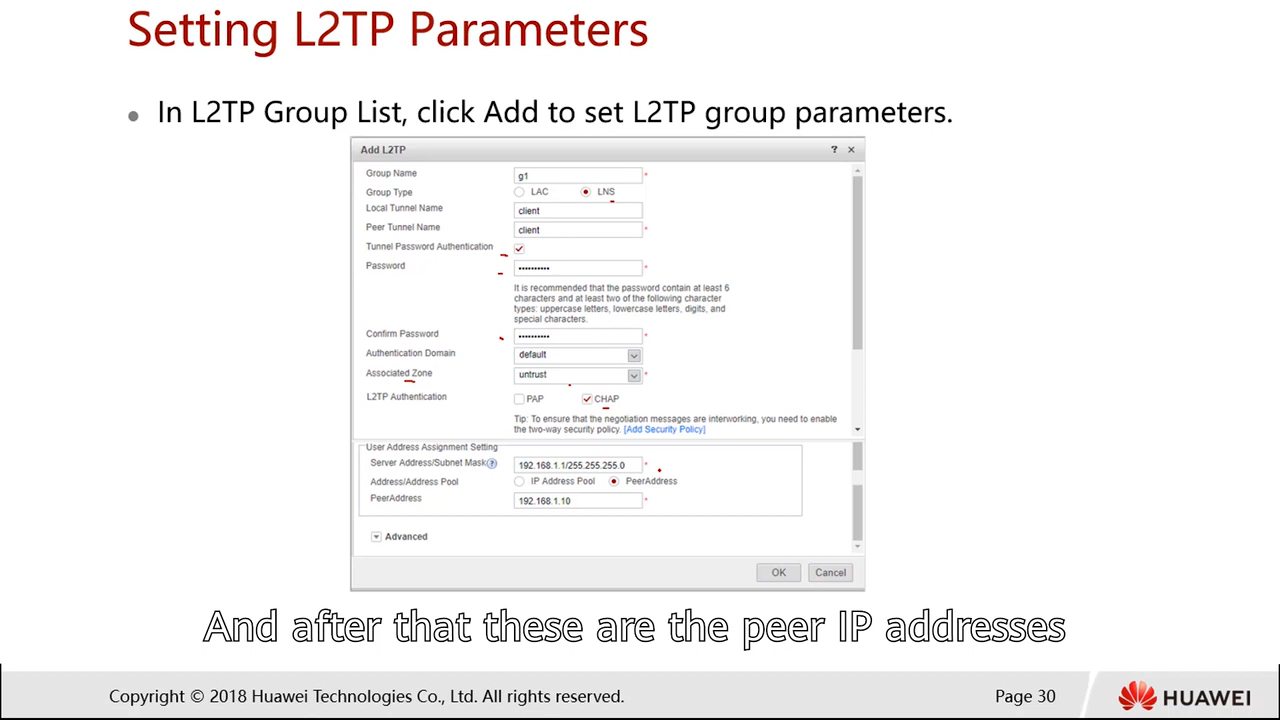 Setting L2TP Parameters
• In L2TP Group List, click Add to set L2TP group parameters.
Add L2TP ? ×
Group Name g1 *
Group Type LAC LNS
Local Tunnel Name client
Peer Tunnel Name client *
Tunnel Password Authentication
Password •••••••••• *
It is recommended that the password contain at least 6
characters and at least two of the following character
types: uppercase letters, lowercase letters, digits, and
special characters.
Confirm Password •••••••••• *
Authentication Domain default
Associated Zone untrust *
L2TP Authentication PAP CHAP
Tip: To ensure that the negotiation messages are interworking, you need to enable
the two-way security policy. [Add Security Policy]
User Address Assignment Setting
Server Address/Subnet Mask ? 192.168.1.1/255.255.255.0 *
Address/Address Pool IP Address Pool PeerAddress
PeerAddress 192.168.1.10 *
Advanced
OK Cancel
And after that these are the peer IP addresses
Copyright © 2018 Huawei Technologies Co., Ltd. All rights reserved. Page 30 HUAWEI